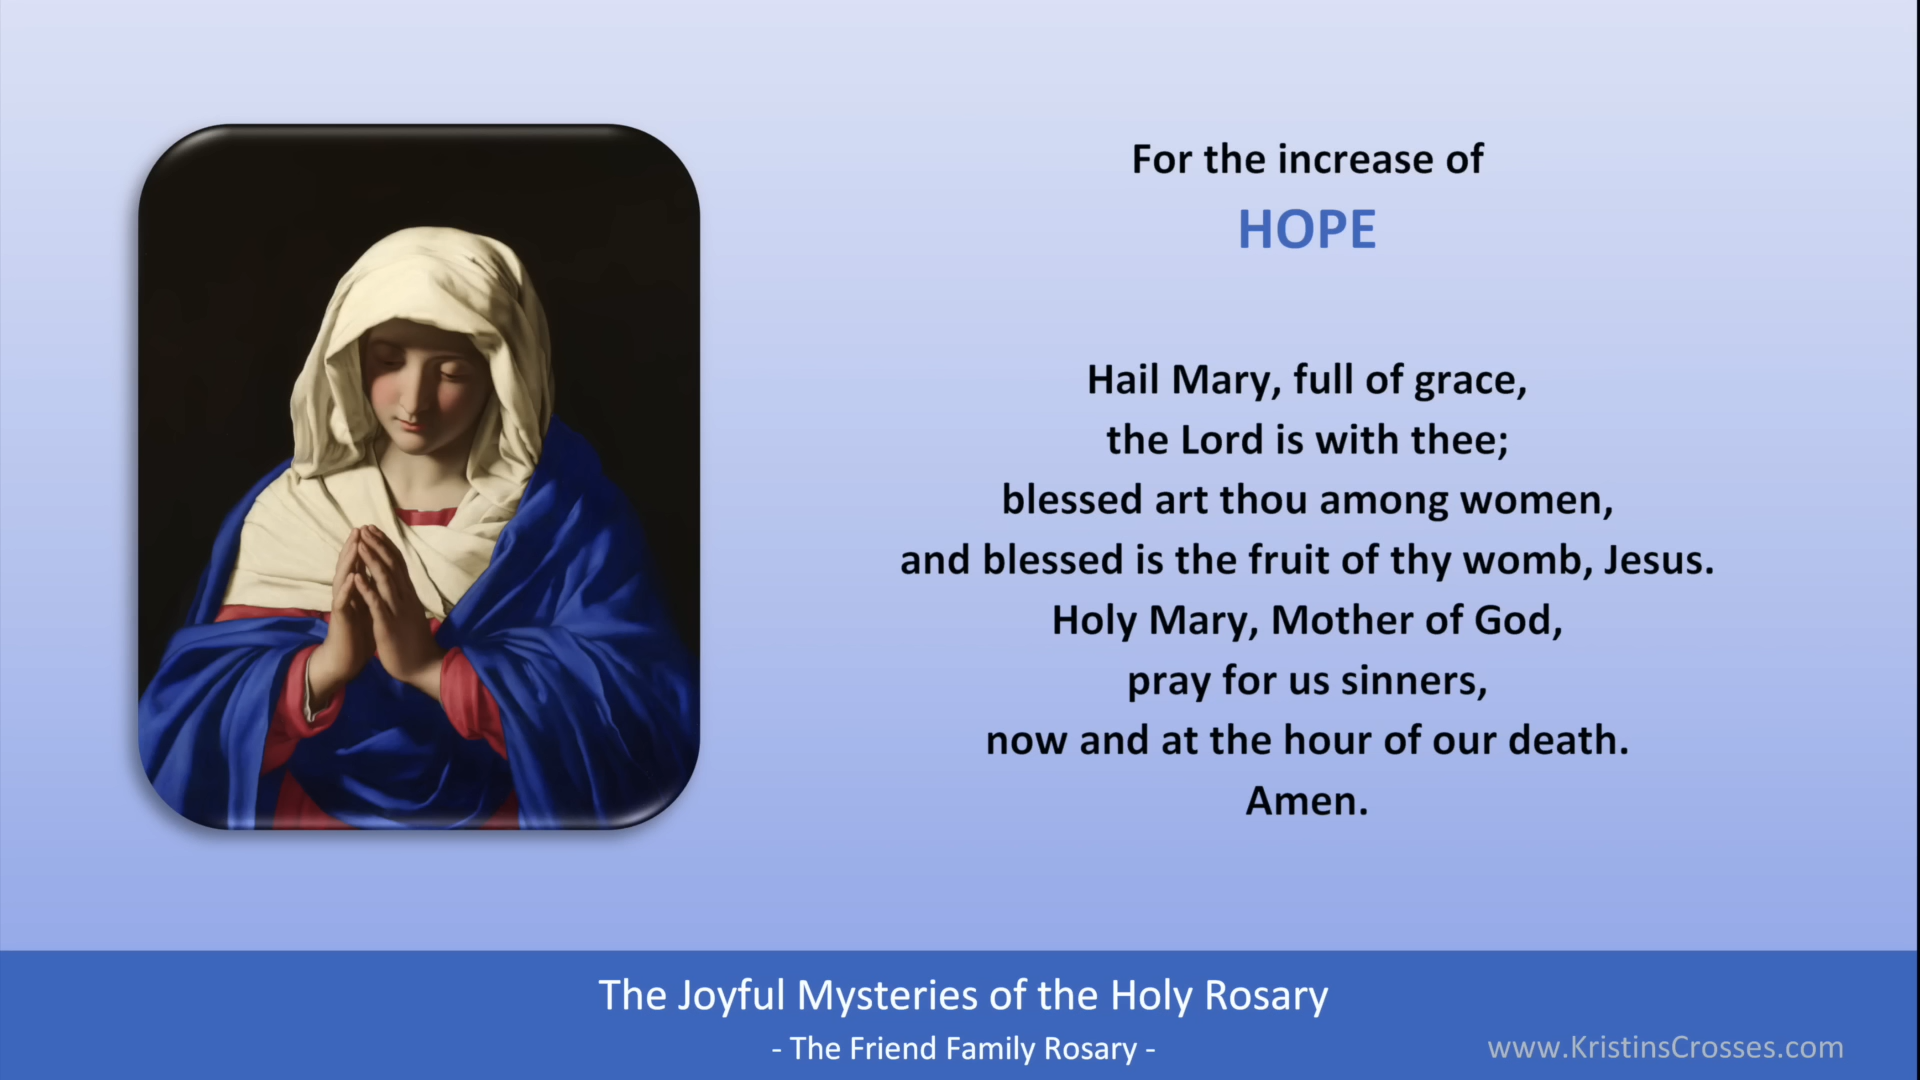 For the increase of
HOPE
Hail Mary, full of grace,
the Lord is with thee;
blessed art thou among women,
and blessed is the fruit of thy womb, Jesus.
Holy Mary, Mother of God,
pray for us sinners,
now and at the hour of our death.
Amen.
The Joyful Mysteries of the Holy Rosary
- The Friend Family Rosary -
www.KristinsCrosses.com